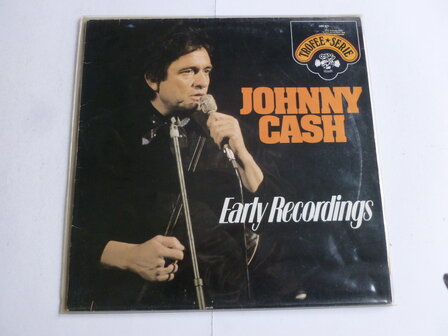 TROFEE ★ SERIE
JOHNNY
CASH
Early Recordings